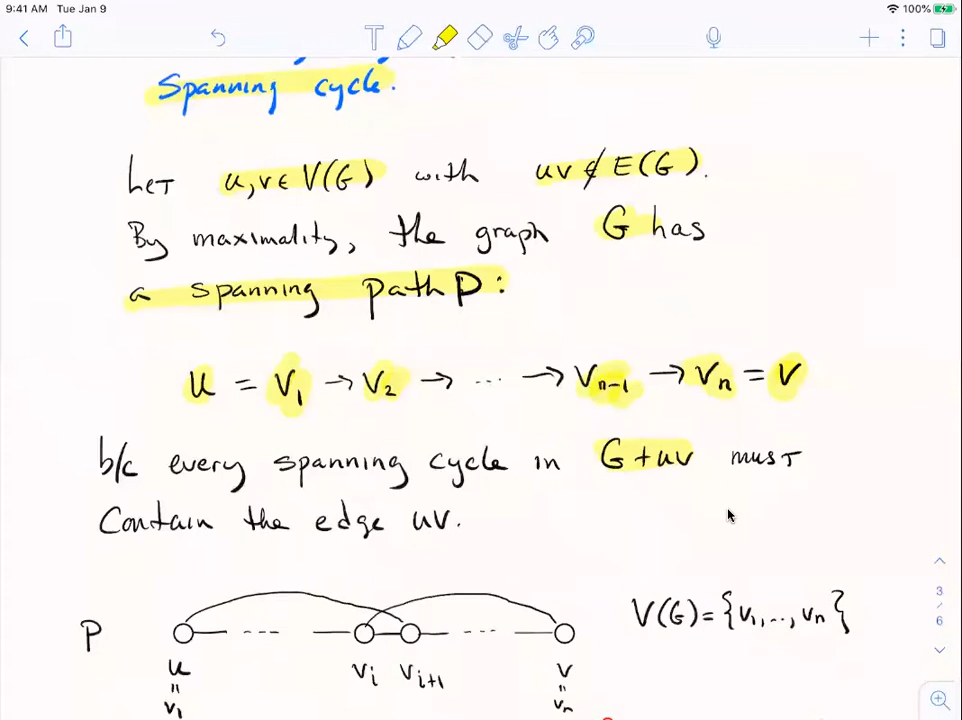 9:41 AM Tue Jan 9
100%
Spanning cycle.
Let u,v∈V(G) with uv∉E(G).
By maximality, the graph G has
a spanning path P:
u = v₁ → v₂ → ... → vₙ₋₁ → vₙ = v
b/c every spanning cycle in G+uv must
contain the edge uv.
P
V(G)={v₁,..,vₙ}
u vᵢ vᵢ₊₁ v
= =
v₁ vₙ
3
/
6